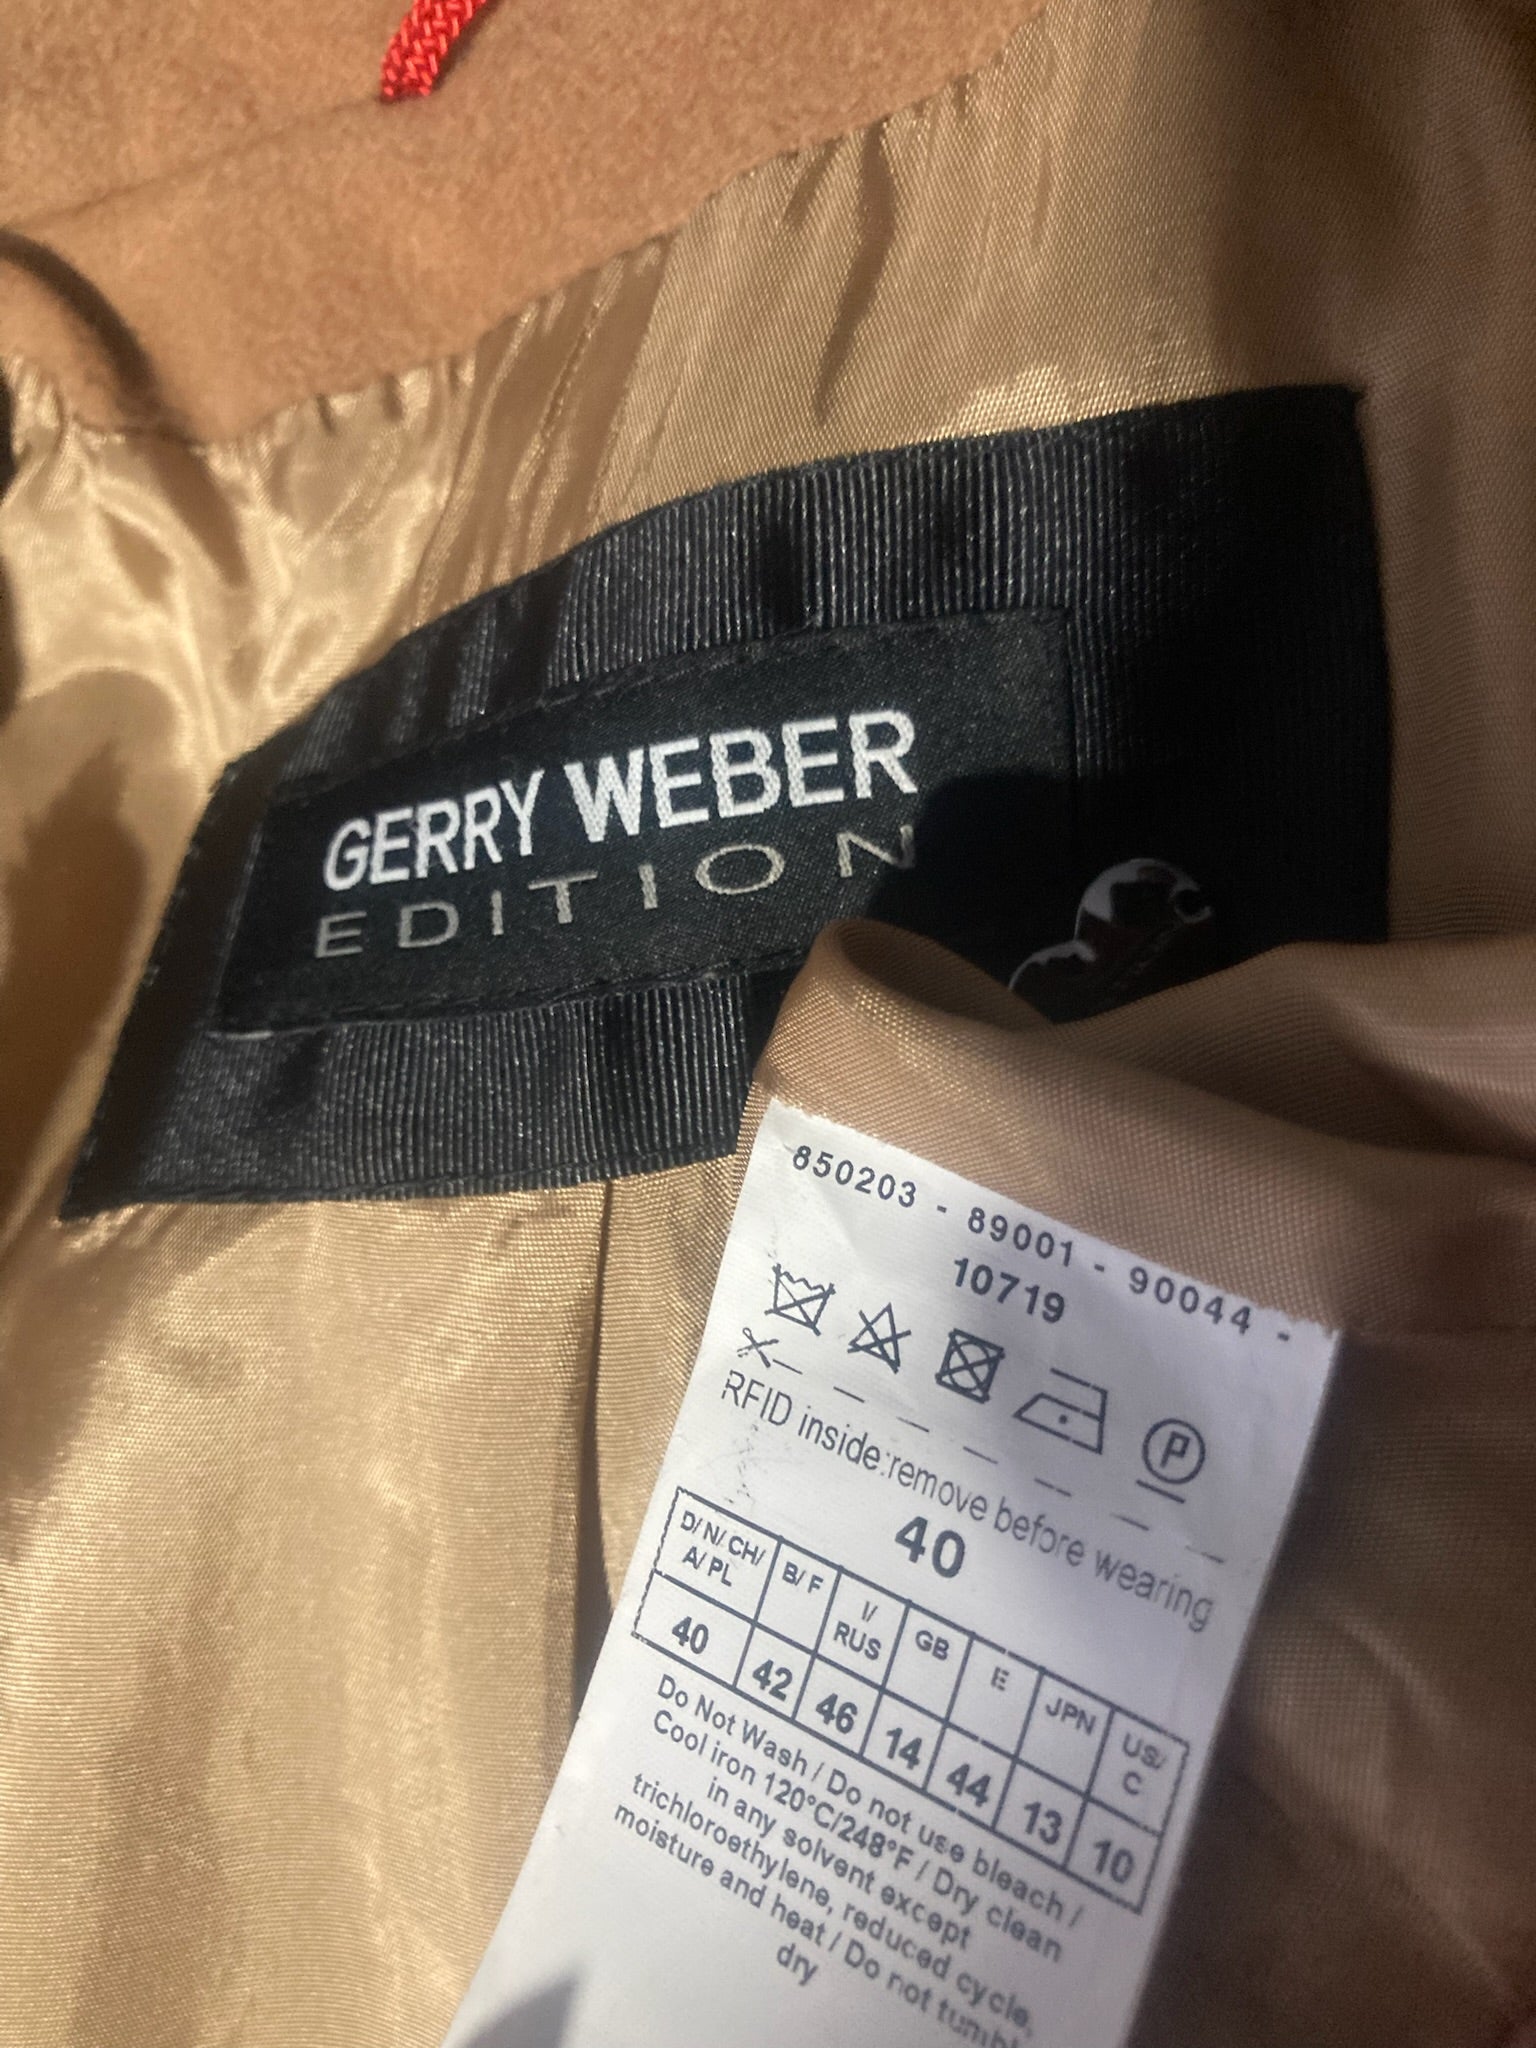 GERRY WEBER
EDITION
850203 - 89001 - 90044 -
10719
P
RFID inside:remove before wearing
40
D/ N/ CH/ A/ PL B/ F I/ RUS GB E JPN US/ C
40 42 46 14 44 13 10
Do Not Wash / Do not use bleach /
Cool iron 120°C/248°F / Dry clean
in any solvent except
trichloroethylene, reduced cycle,
moisture and heat / Do not tumbl
dry